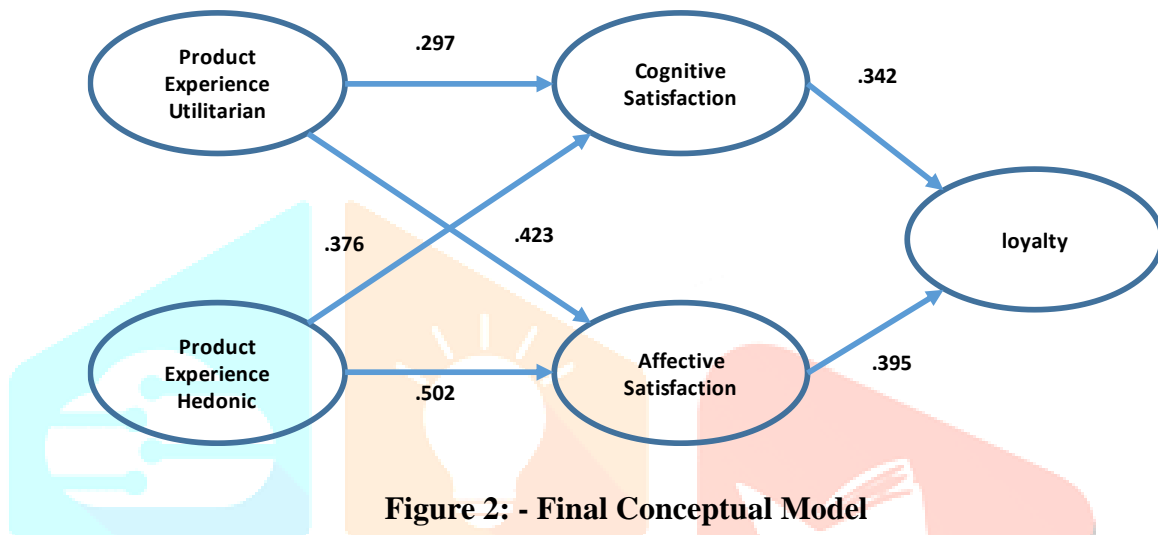 Product
Experience
Utilitarian
.297
Cognitive
Satisfaction
.342
.376
.423
loyalty
Product
Experience
Hedonic
.502
Affective
Satisfaction
.395
Figure 2: - Final Conceptual Model